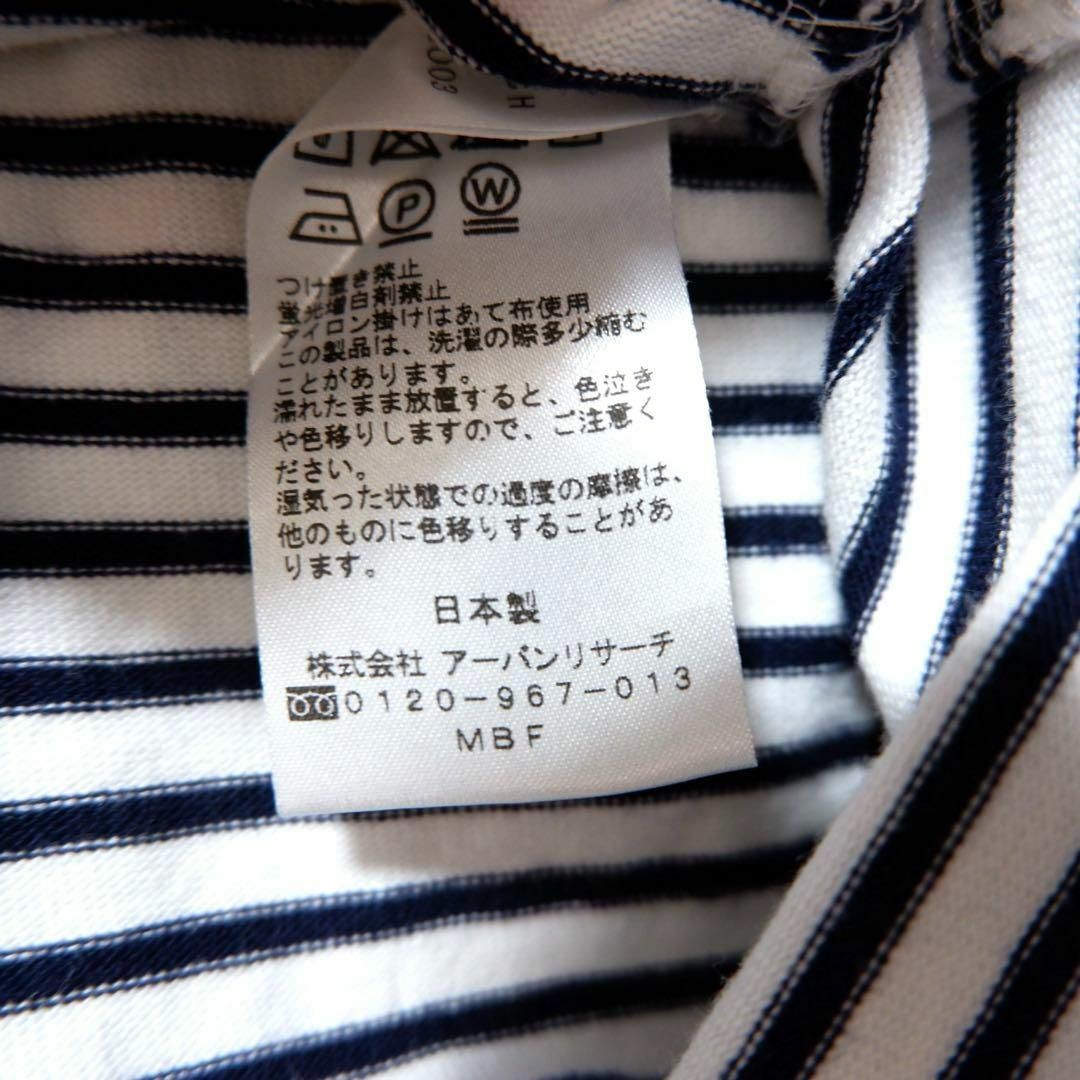 003
H
P
W
つけ置き禁止
蛍光増白剤禁止
アイロン掛けはあて布使用
この製品は、洗濯の際多少縮む
ことがあります。
濡れたまま放置すると、色泣き
や色移りしますので、ご注意く
ださい。
湿気った状態での過度の摩擦は、
他のものに色移りすることがあ
ります。
日本製
株式会社 アーバンリサーチ
0120-967-013
MBF